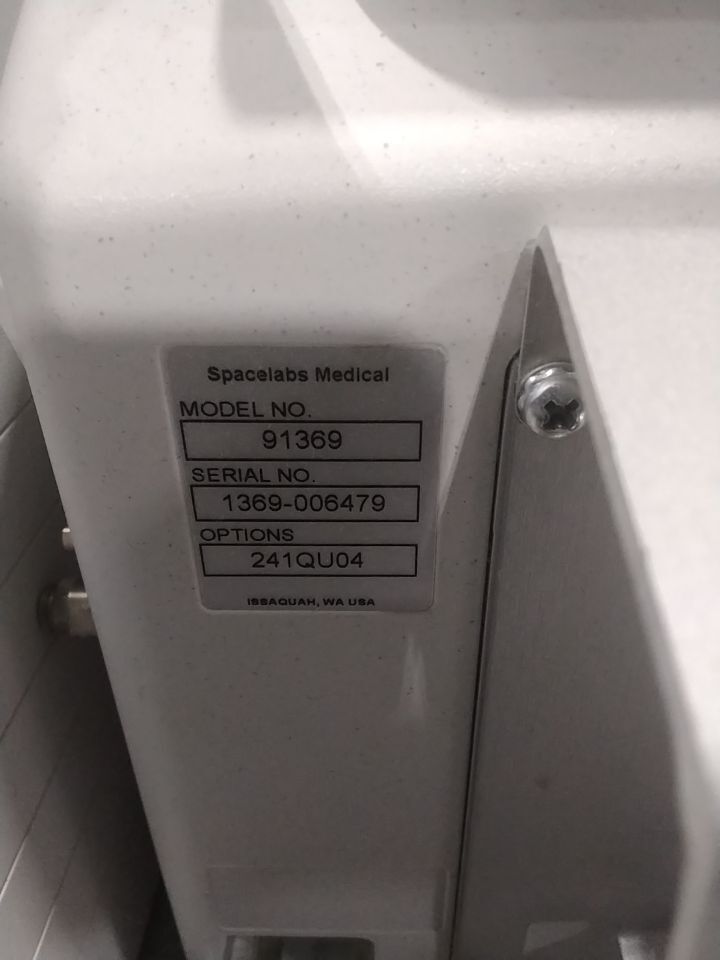 Spacelabs Medical
MODEL NO.
91369
SERIAL NO.
1369-006479
OPTIONS
241QU04
ISSAQUAH, WA USA